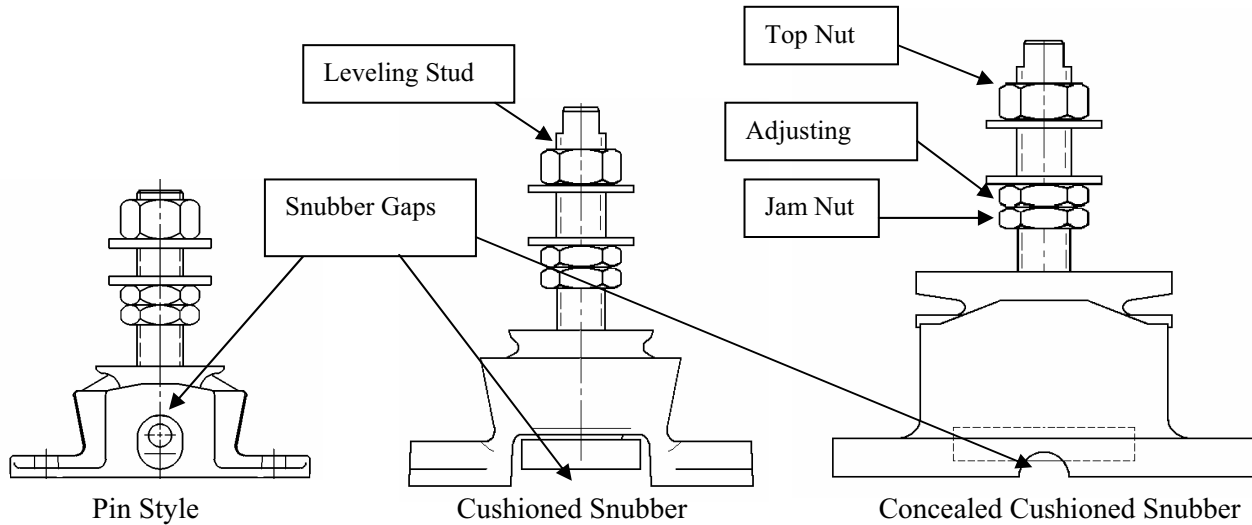 Top Nut
Leveling Stud
Adjusting
Snubber Gaps
Jam Nut
Pin Style
Cushioned Snubber
Concealed Cushioned Snubber